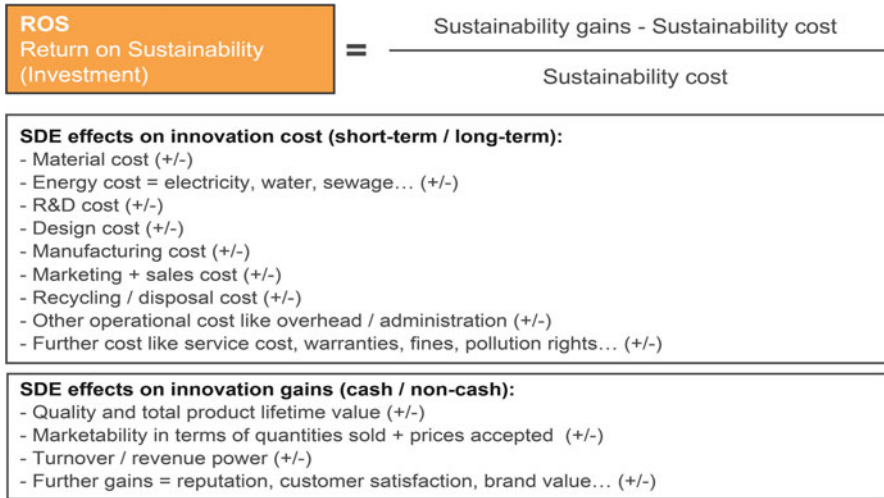 ROS
Return on Sustainability
(Investment)
=
Sustainability gains - Sustainability cost
Sustainability cost
SDE effects on innovation cost (short-term / long-term):
- Material cost (+/-)
- Energy cost = electricity, water, sewage… (+/-)
- R&D cost (+/-)
- Design cost (+/-)
- Manufacturing cost (+/-)
- Marketing + sales cost (+/-)
- Recycling / disposal cost (+/-)
- Other operational cost like overhead / administration (+/-)
- Further cost like service cost, warranties, fines, pollution rights… (+/-)
SDE effects on innovation gains (cash / non-cash):
- Quality and total product lifetime value (+/-)
- Marketability in terms of quantities sold + prices accepted (+/-)
- Turnover / revenue power (+/-)
- Further gains = reputation, customer satisfaction, brand value… (+/-)